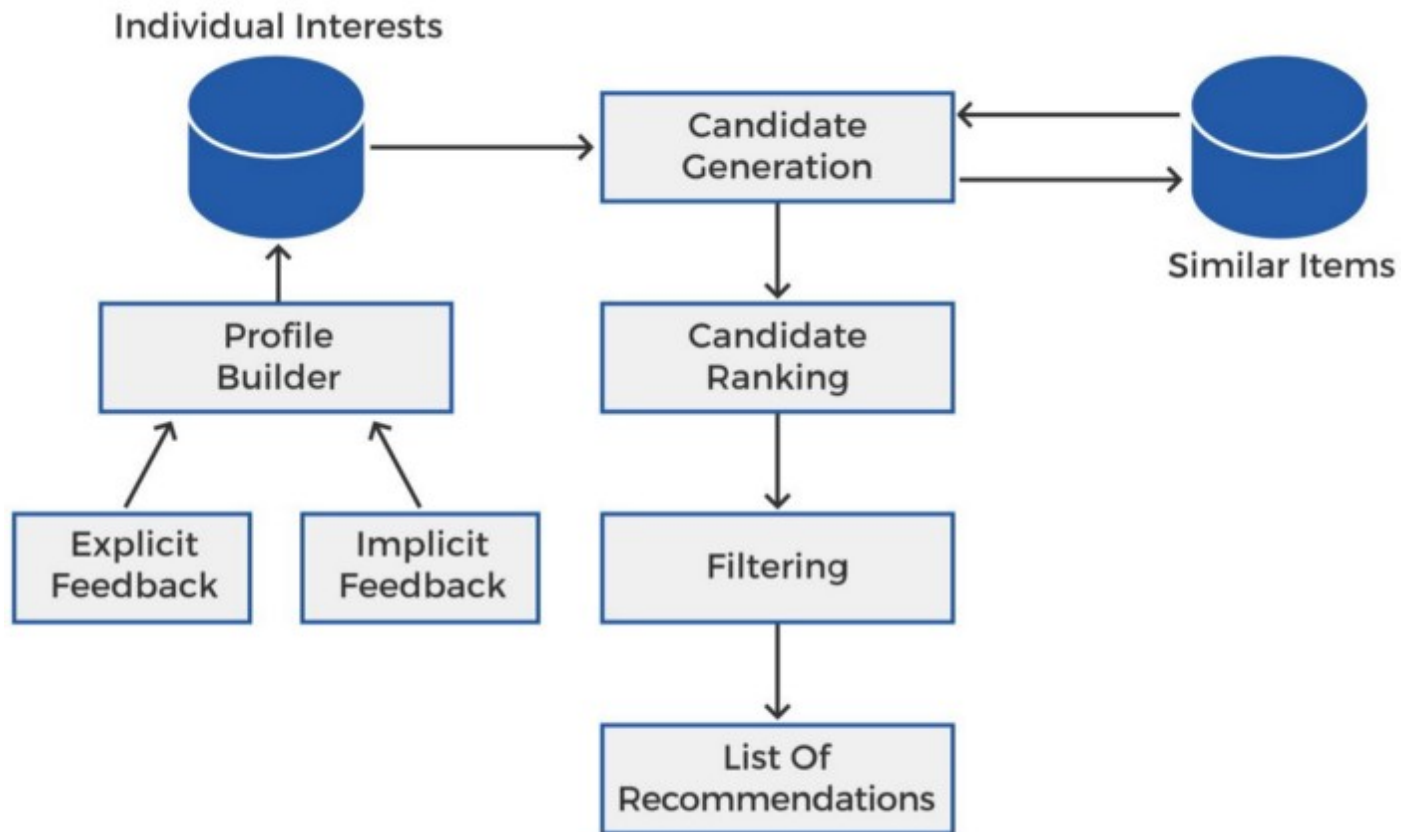 Individual Interests
Candidate
Generation
Similar Items
Profile
Builder
Candidate
Ranking
Explicit
Feedback
Implicit
Feedback
Filtering
List Of
Recommendations